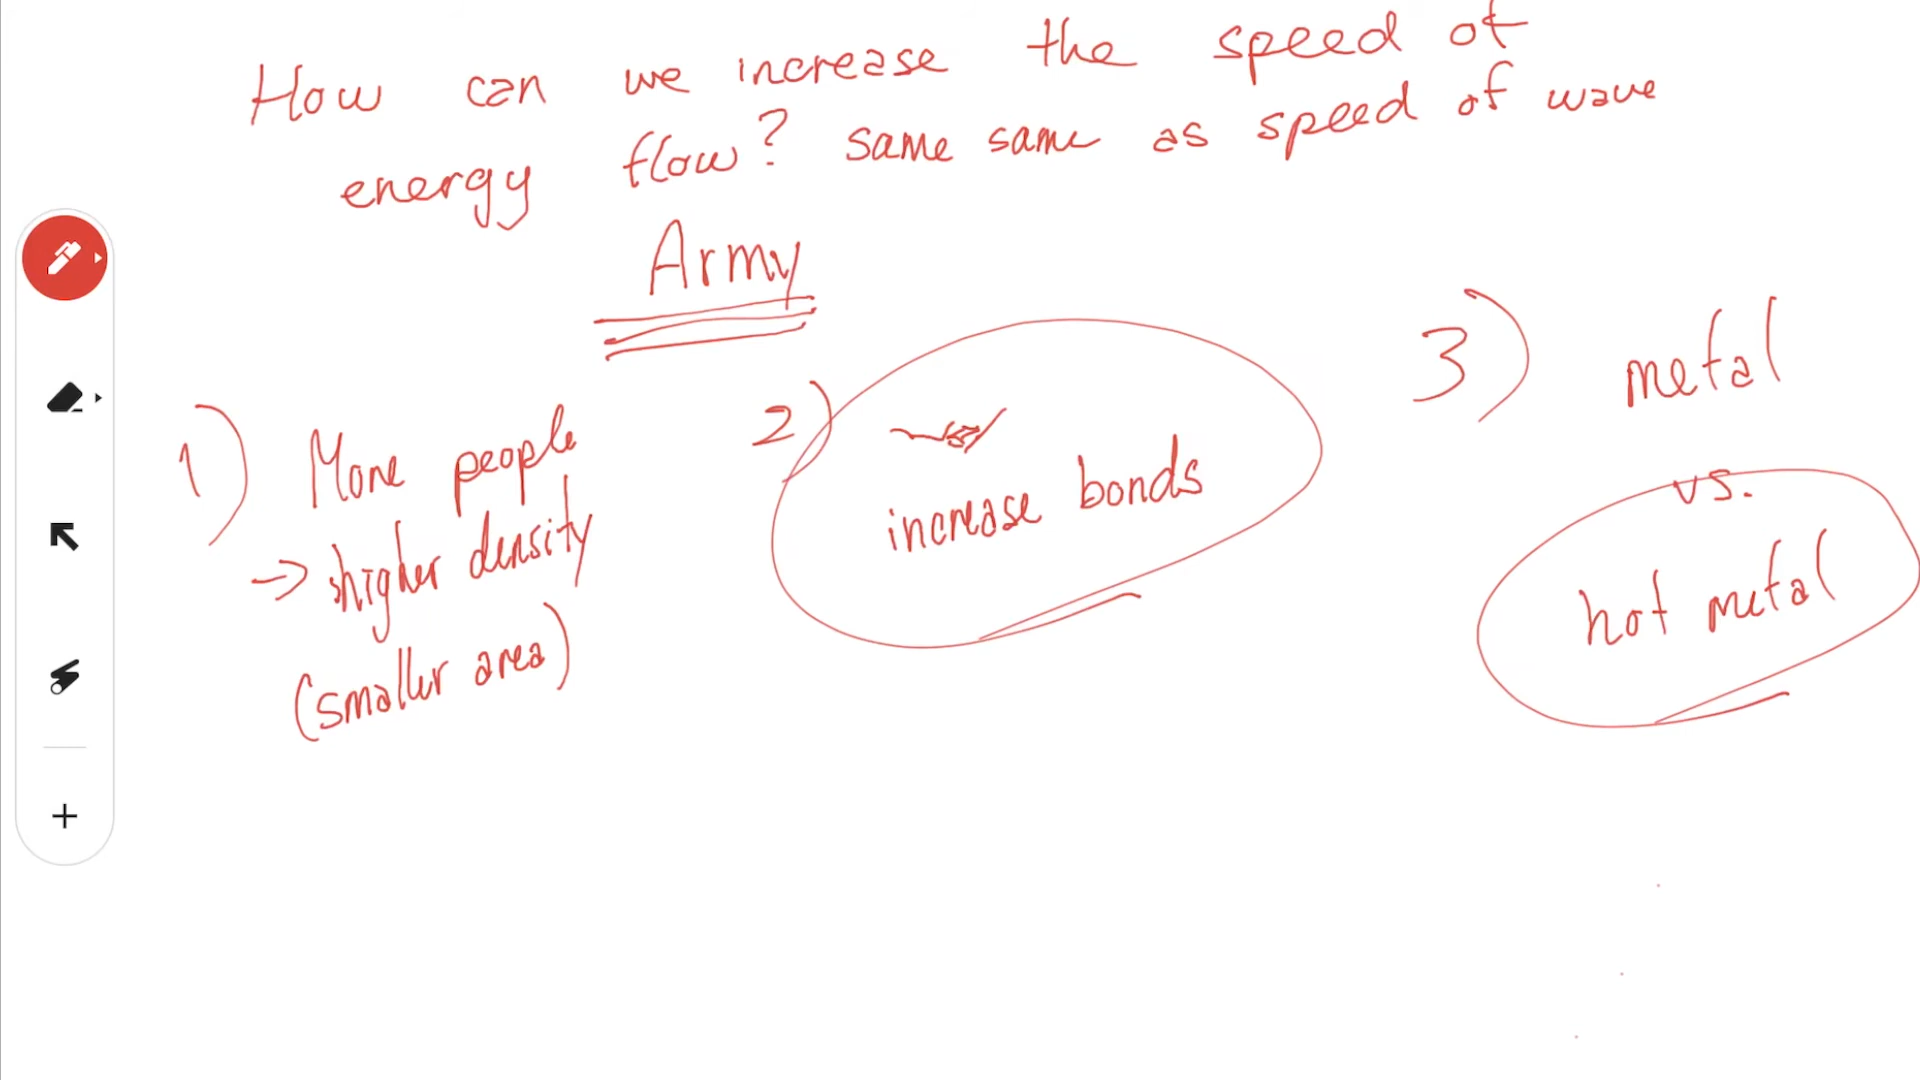 How can we increase the speed of
energy flow? same same as speed of wave
Army
1) More people
→ higher density
(smaller area)
2)
increase bonds
3) metal
vs.
hot metal